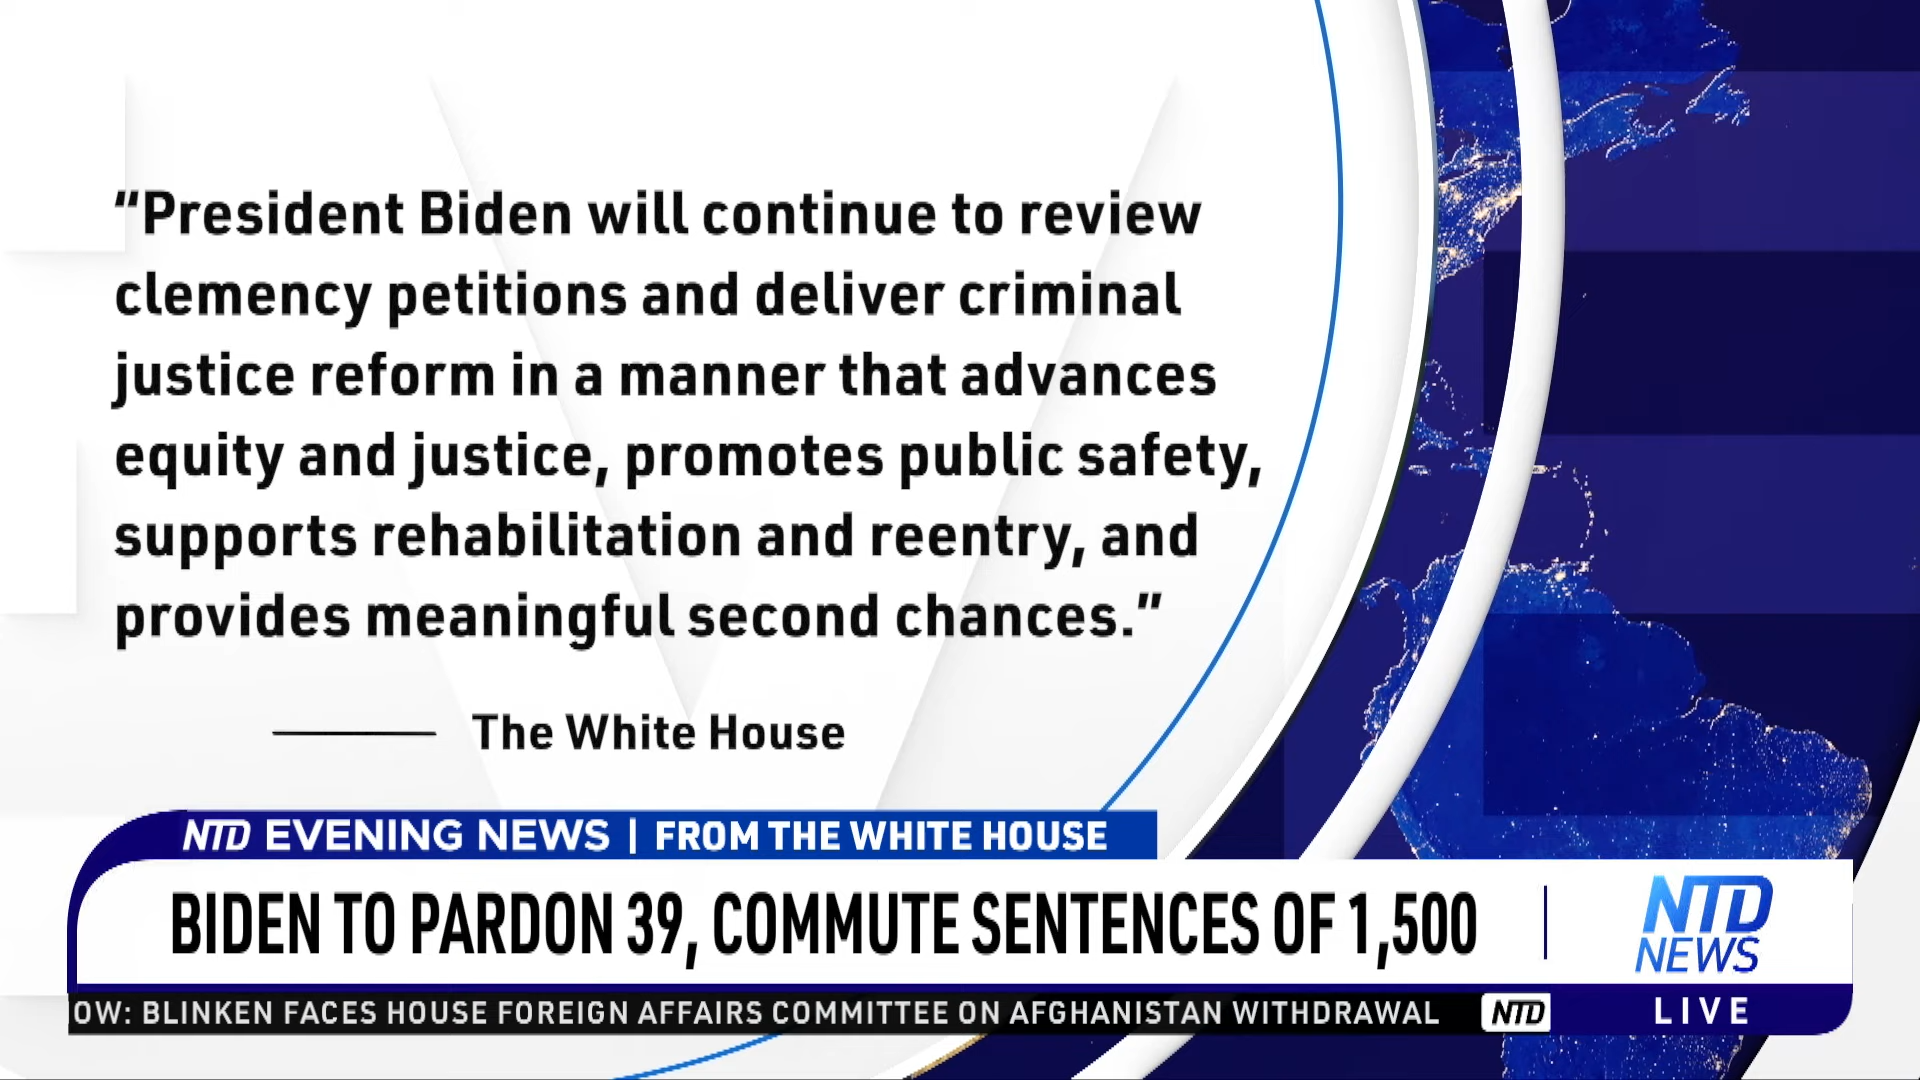 “President Biden will continue to review
clemency petitions and deliver criminal
justice reform in a manner that advances
equity and justice, promotes public safety,
supports rehabilitation and reentry, and
provides meaningful second chances.”
The White House
NTD EVENING NEWS | FROM THE WHITE HOUSE
BIDEN TO PARDON 39, COMMUTE SENTENCES OF 1,500
NTD
NEWS
OW: BLINKEN FACES HOUSE FOREIGN AFFAIRS COMMITTEE ON AFGHANISTAN WITHDRAWAL
NTD
LIVE